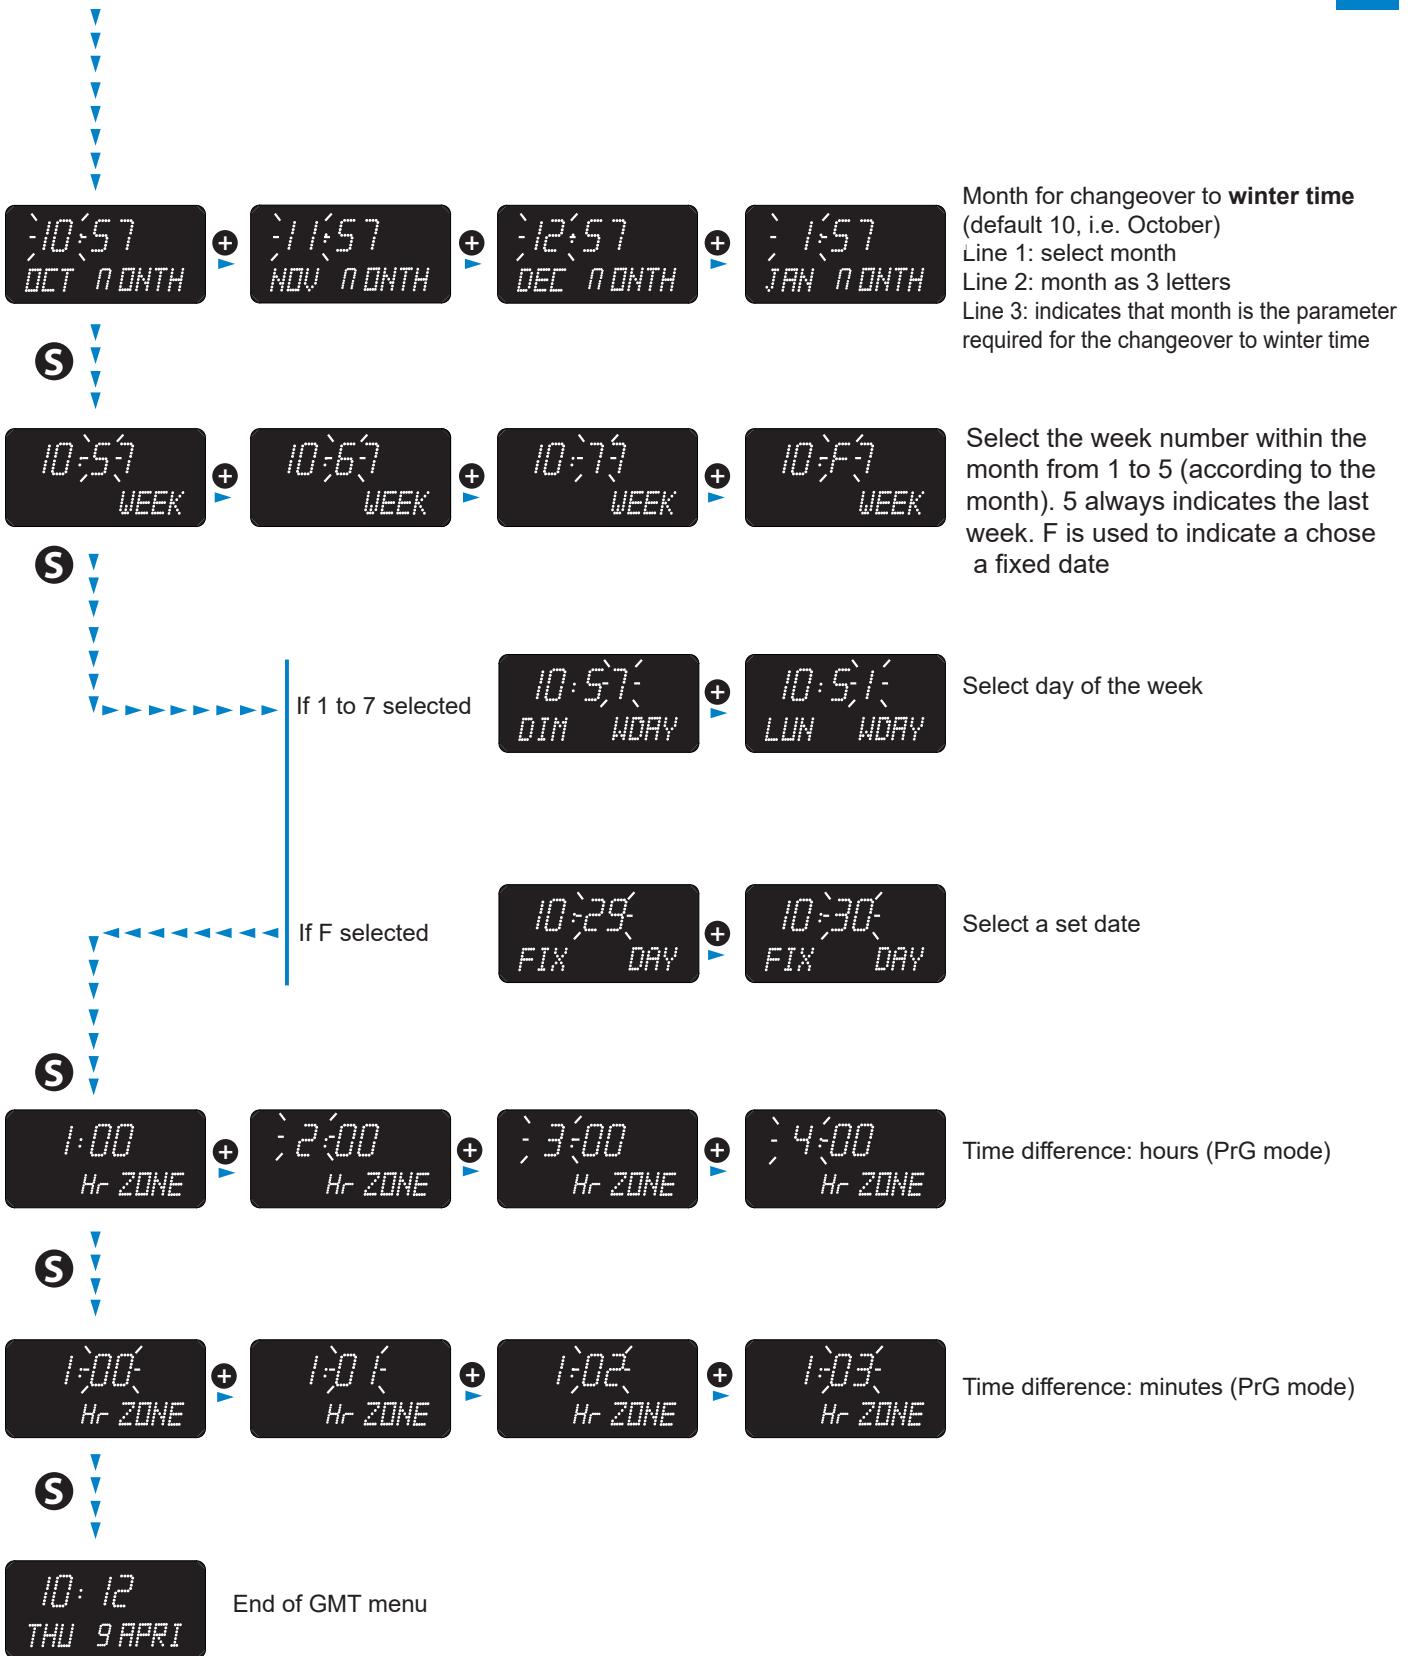 10:57
OCT MONTH
+
11:57
NOV MONTH
+
12:57
DEC MONTH
+
1:57
JAN MONTH
Month for changeover to winter time
(default 10, i.e. October)
Line 1: select month
Line 2: month as 3 letters
Line 3: indicates that month is the parameter
required for the changeover to winter time
S
10:57
WEEK
+
10:67
WEEK
+
10:77
WEEK
+
10:F7
WEEK
Select the week number within the
month from 1 to 5 (according to the
month). 5 always indicates the last
week. F is used to indicate a chose
a fixed date
S
If 1 to 7 selected
10:57
DIM WDAY
+
10:51
LUN WDAY
Select day of the week
If F selected
10:29
FIX DAY
+
10:30
FIX DAY
Select a set date
S
1:00
Hr ZONE
+
2:00
Hr ZONE
+
3:00
Hr ZONE
+
4:00
Hr ZONE
Time difference: hours (PrG mode)
S
1:00
Hr ZONE
+
1:01
Hr ZONE
+
1:02
Hr ZONE
+
1:03
Hr ZONE
Time difference: minutes (PrG mode)
S
10:12
THU 9 APRI
End of GMT menu